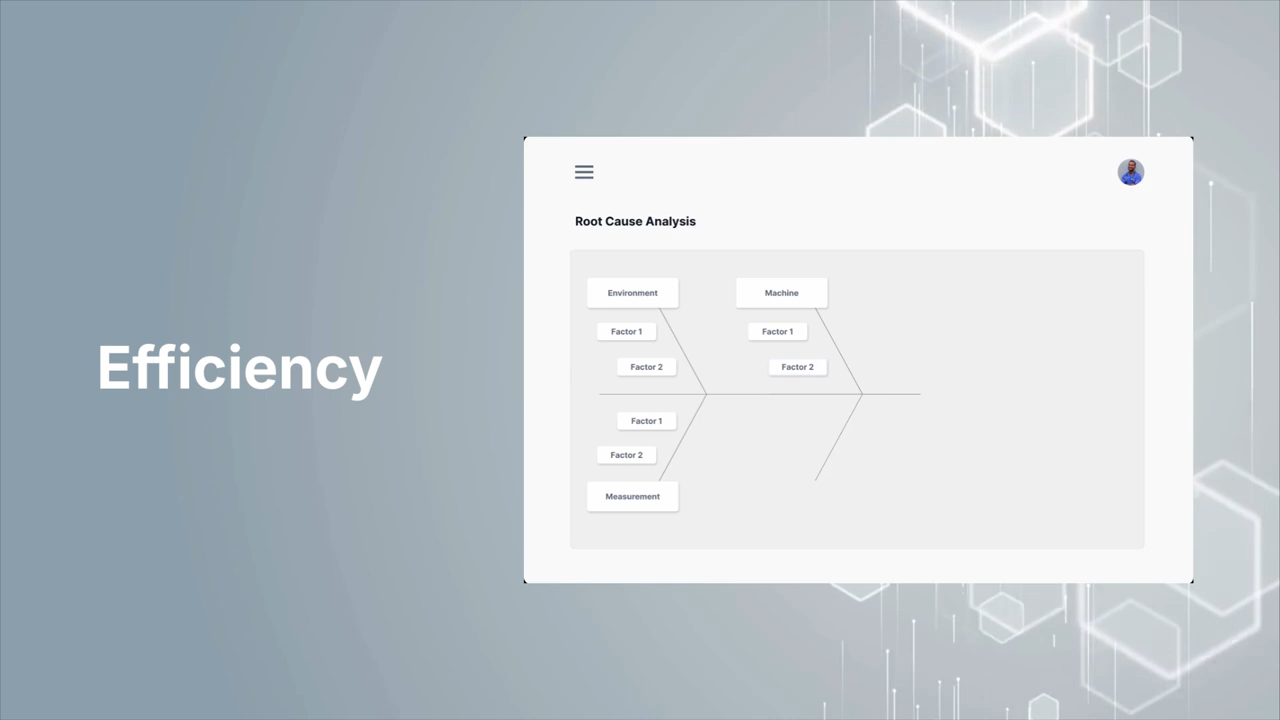 Efficiency
Root Cause Analysis
Environment
Machine
Factor 1
Factor 1
Factor 2
Factor 2
Factor 1
Factor 2
Measurement